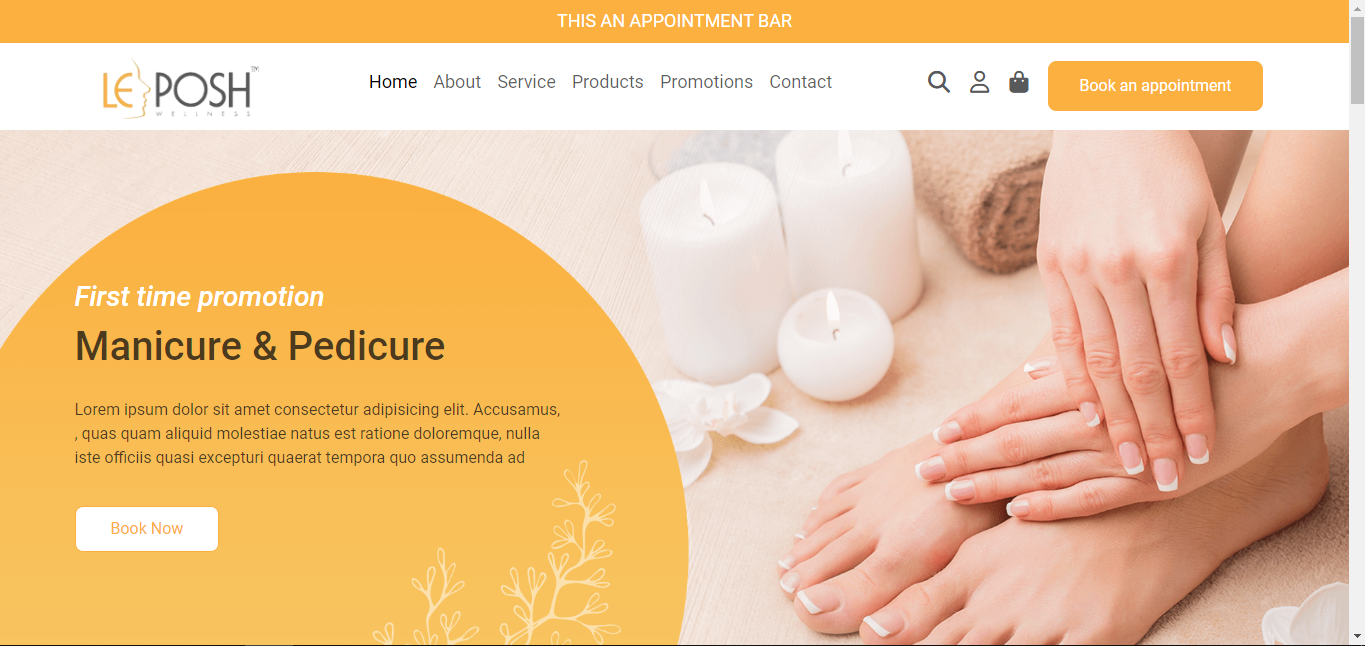 THIS AN APPOINTMENT BAR
LE POSH™
WELLNESS
Home About Service Products Promotions Contact
Book an appointment
First time promotion
Manicure & Pedicure
Lorem ipsum dolor sit amet consectetur adipisicing elit. Accusamus,
, quas quam aliquid molestiae natus est ratione doloremque, nulla
iste officiis quasi excepturi quaerat tempora quo assumenda ad
Book Now